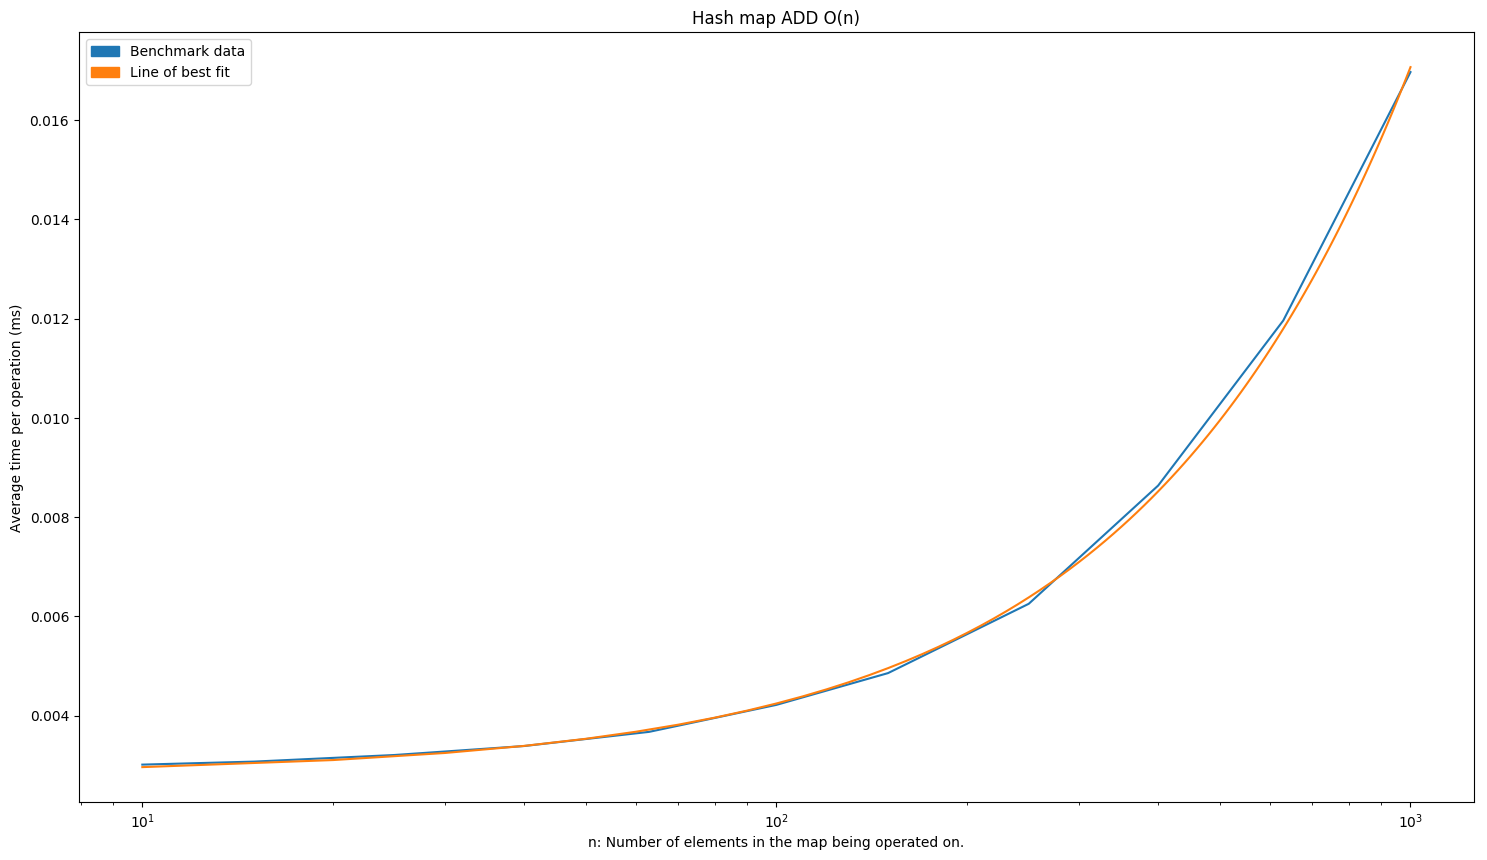 Hash map ADD O(n)
Benchmark data
Line of best fit
Average time per operation (ms)
0.016
0.014
0.012
0.010
0.008
0.006
0.004
10¹
10²
10³
n: Number of elements in the map being operated on.